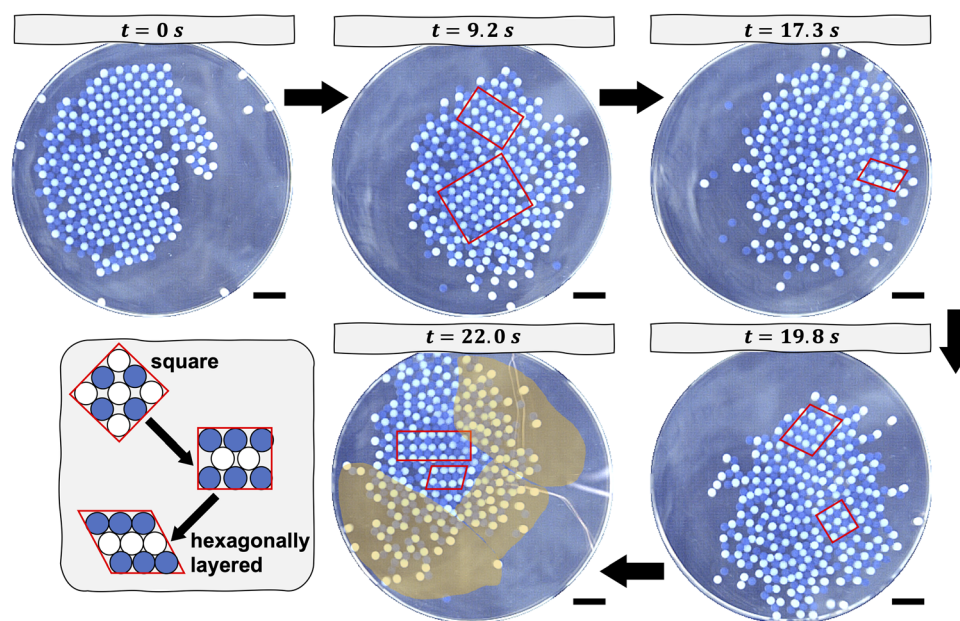 t = 0 s
t = 9.2 s
t = 17.3 s
t = 22.0 s
t = 19.8 s
square
hexagonally
layered